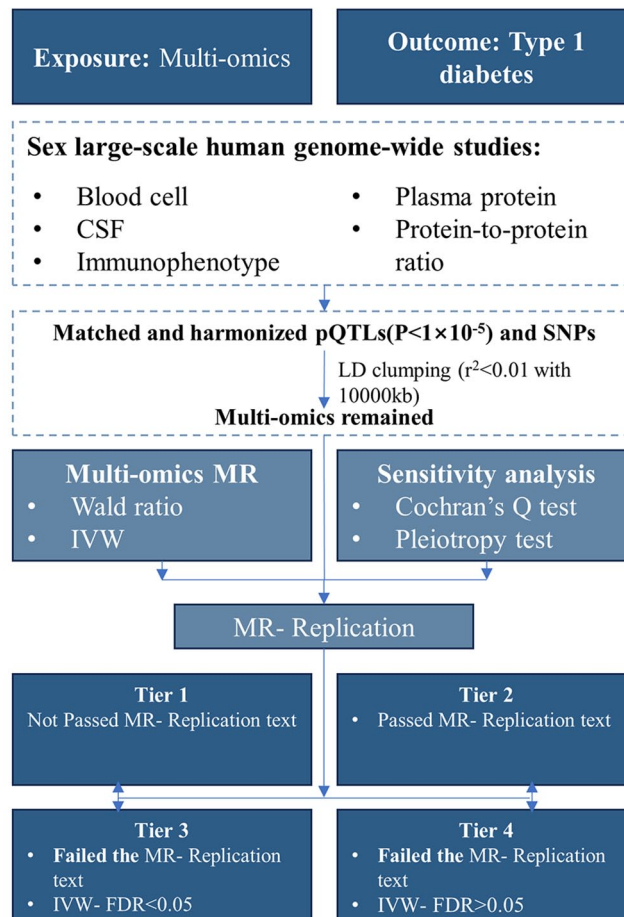 Exposure: Multi-omics
Outcome: Type 1
diabetes
Sex large-scale human genome-wide studies:
• Blood cell
• CSF
• Immunophenotype
• Plasma protein
• Protein-to-protein
ratio
Matched and harmonized pQTLs(P<1×10⁻⁵) and SNPs
LD clumping (r²<0.01 with
10000kb)
Multi-omics remained
Multi-omics MR
• Wald ratio
• IVW
Sensitivity analysis
• Cochran's Q test
• Pleiotropy test
MR- Replication
Tier 1
Not Passed MR- Replication text
Tier 2
• Passed MR- Replication text
Tier 3
• Failed the MR- Replication
text
• IVW- FDR<0.05
Tier 4
• Failed the MR- Replication
text
• IVW- FDR>0.05